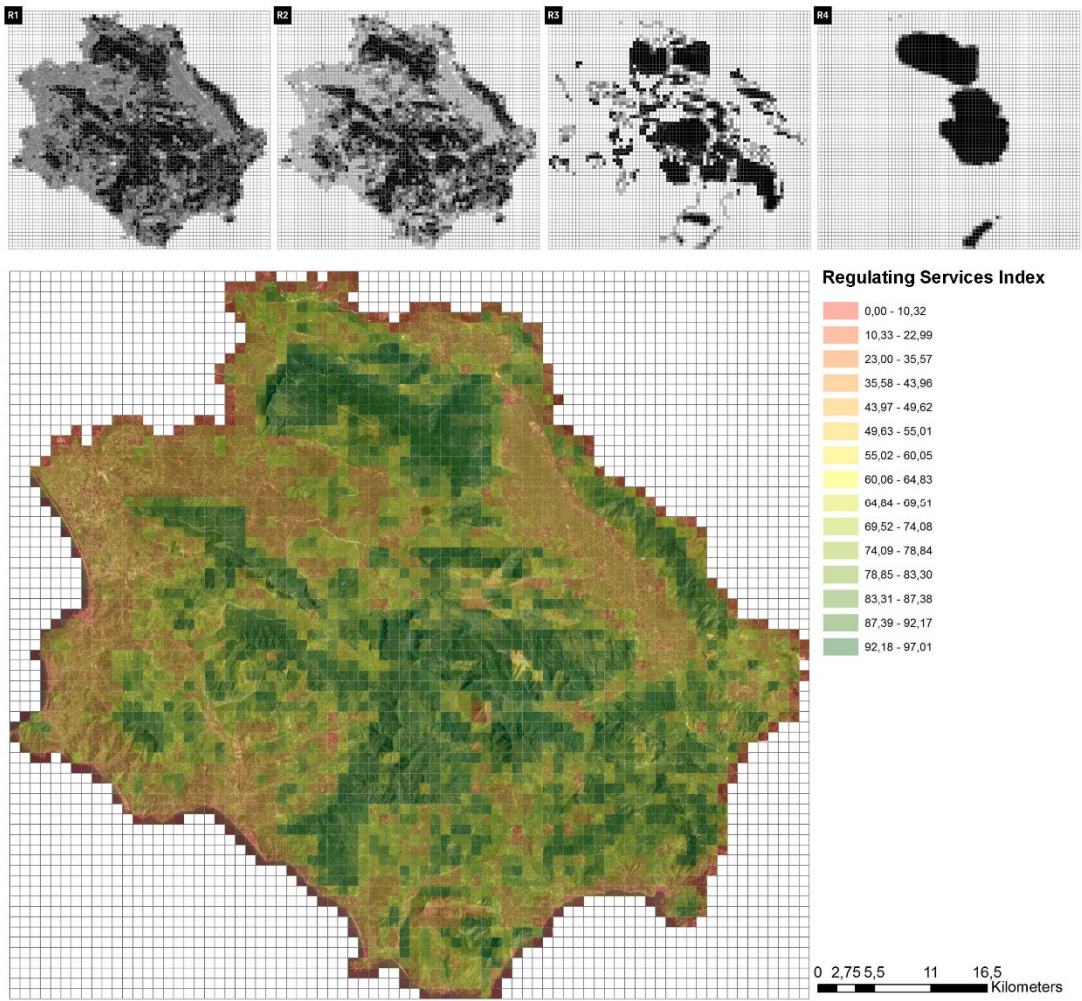 R1
R2
R3
R4
Regulating Services Index
0,00 - 10,32
10,33 - 22,99
23,00 - 35,57
35,58 - 43,96
43,97 - 49,62
49,63 - 55,01
55,02 - 60,05
60,06 - 64,83
64,84 - 69,51
69,52 - 74,08
74,09 - 78,84
78,85 - 83,30
83,31 - 87,38
87,39 - 92,17
92,18 - 97,01
0 2,75 5,5 11 16,5
Kilometers